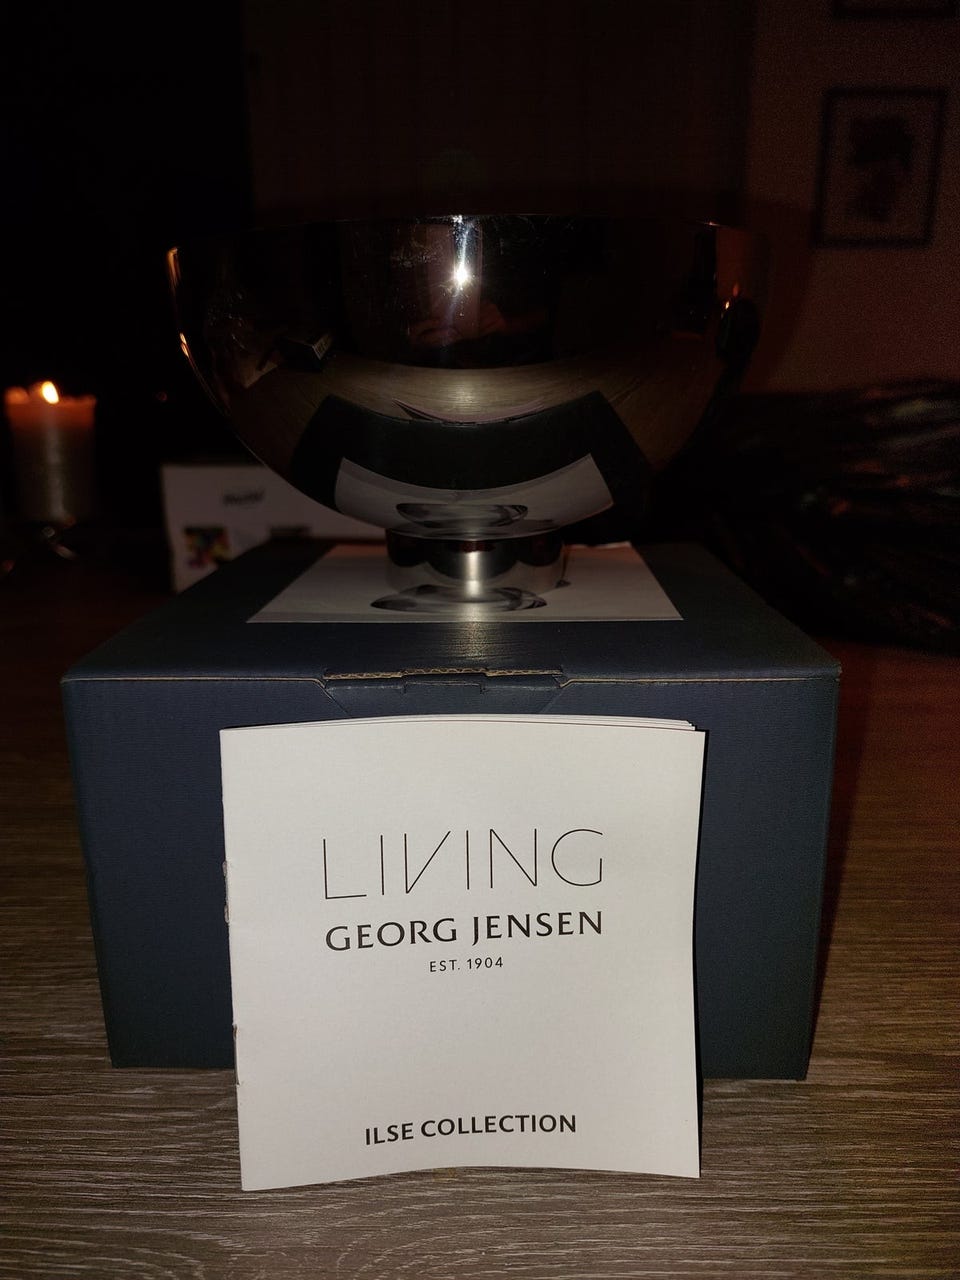 LIVING
GEORG JENSEN
EST. 1904
ILSE COLLECTION